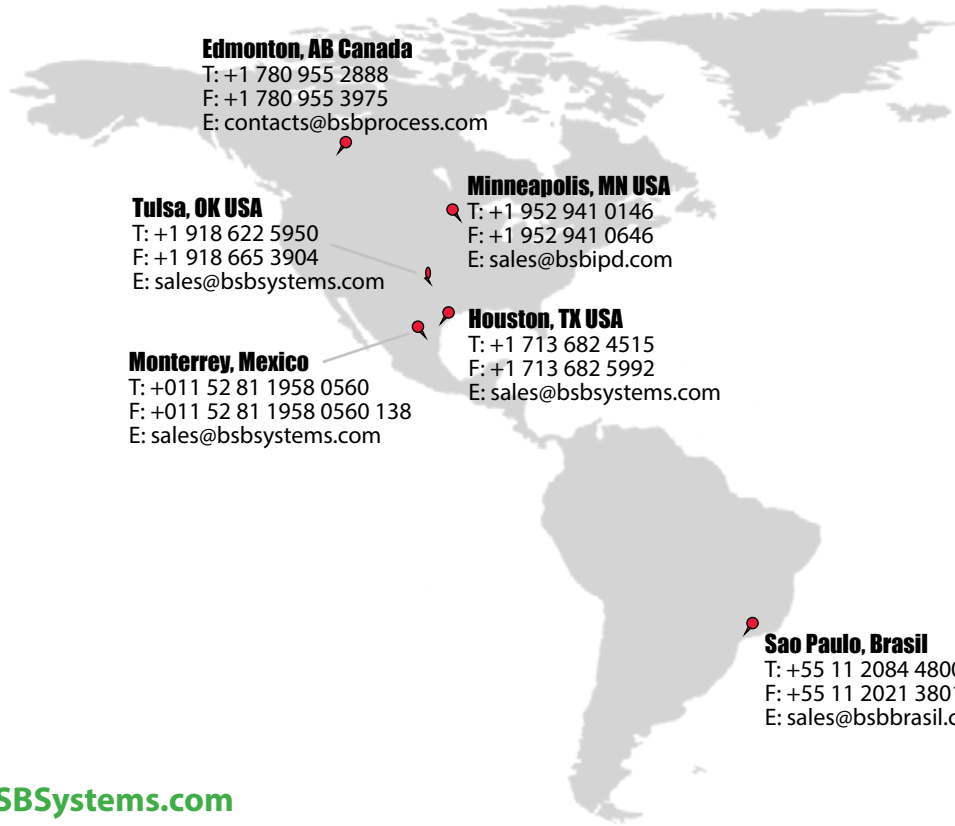 Edmonton, AB Canada
T: +1 780 955 2888
F: +1 780 955 3975
E: contacts@bsbprocess.com
Minneapolis, MN USA
T: +1 952 941 0146
F: +1 952 941 0646
E: sales@bsbipd.com
Tulsa, OK USA
T: +1 918 622 5950
F: +1 918 665 3904
E: sales@bsbsystems.com
Houston, TX USA
T: +1 713 682 4515
F: +1 713 682 5992
E: sales@bsbsystems.com
Monterrey, Mexico
T: +011 52 81 1958 0560
F: +011 52 81 1958 0560 138
E: sales@bsbsystems.com
Sao Paulo, Brasil
T: +55 11 2084 4800
F: +55 11 2021 3801
E: sales@bsbbrasil.c
SBSystems.com